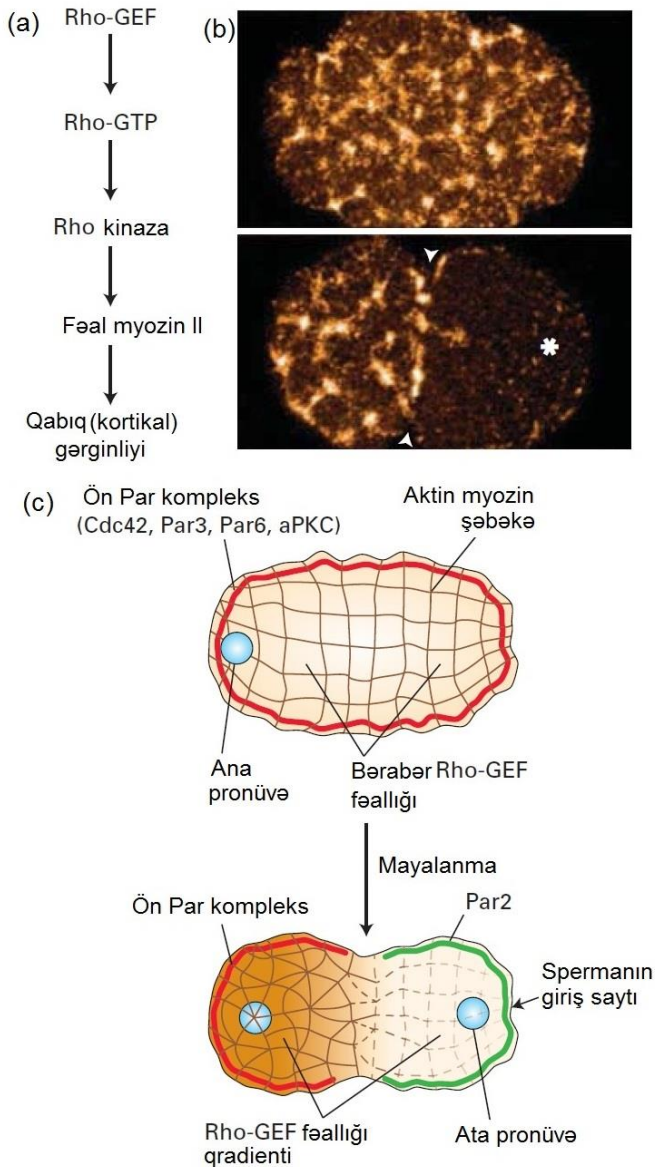 (a)
Rho-GEF
Rho-GTP
Rho kinaza
Fəal myozin II
Qabıq (kortikal)
gərginliyi
(b)
(c)
Ön Par kompleks
(Cdc42, Par3, Par6, aPKC)
Aktin myozin
şəbəkə
Ana
pronüvə
Bərabər Rho-GEF
fəallığı
Mayalanma
Ön Par kompleks
Par2
Spermanın
giriş saytı
Rho-GEF fəallığı
qradienti
Ata pronüvə